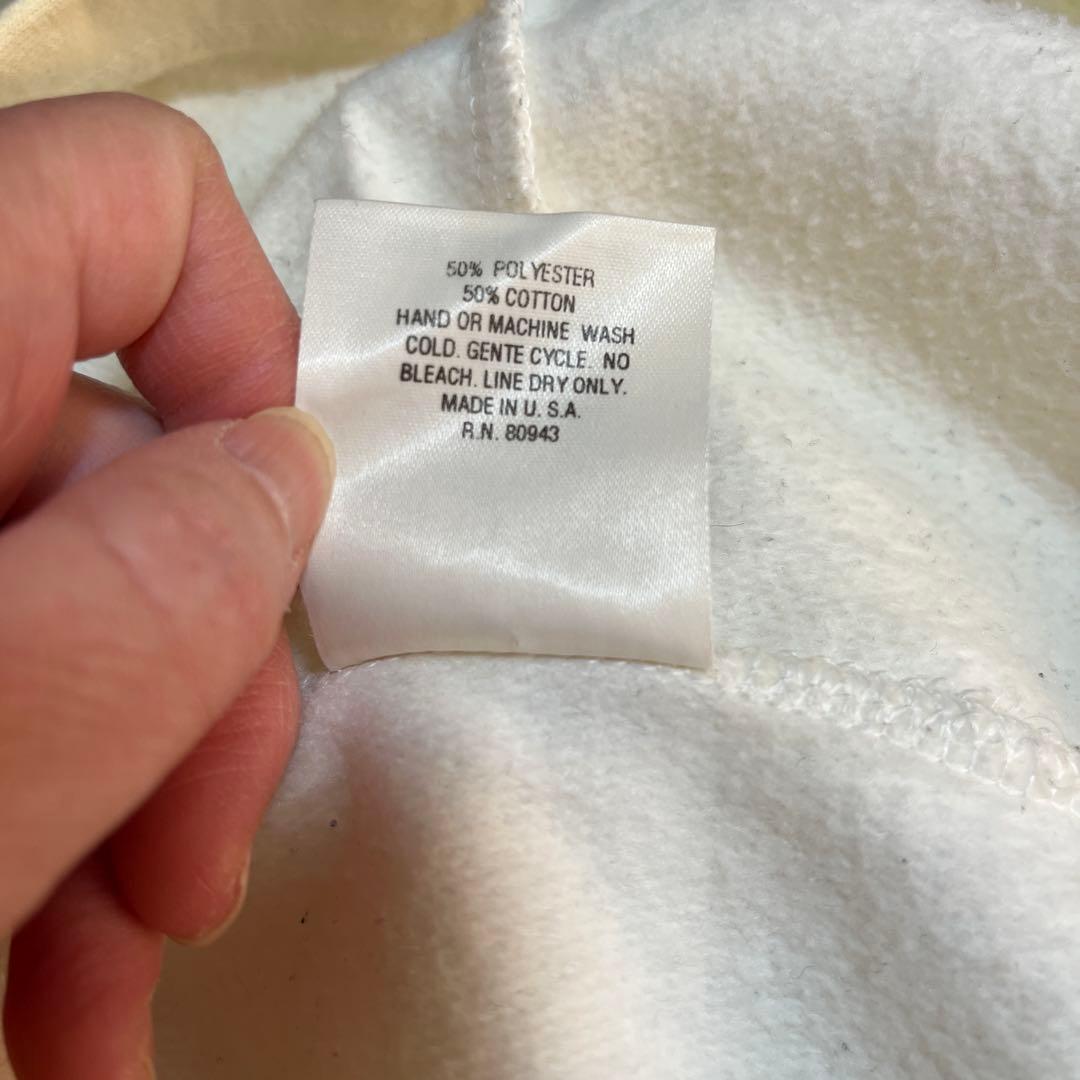 50% POLYESTER
50% COTTON
HAND OR MACHINE WASH
COLD. GENTE CYCLE. NO
BLEACH. LINE DRY ONLY.
MADE IN U.S.A.
R.N. 80943